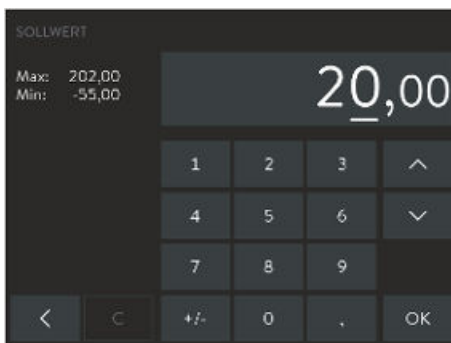 SOLLWERT
Max: 202,00
Min: -55,00
20,00
1 2 3
4 5 6
7 8 9
C +/- 0 , OK